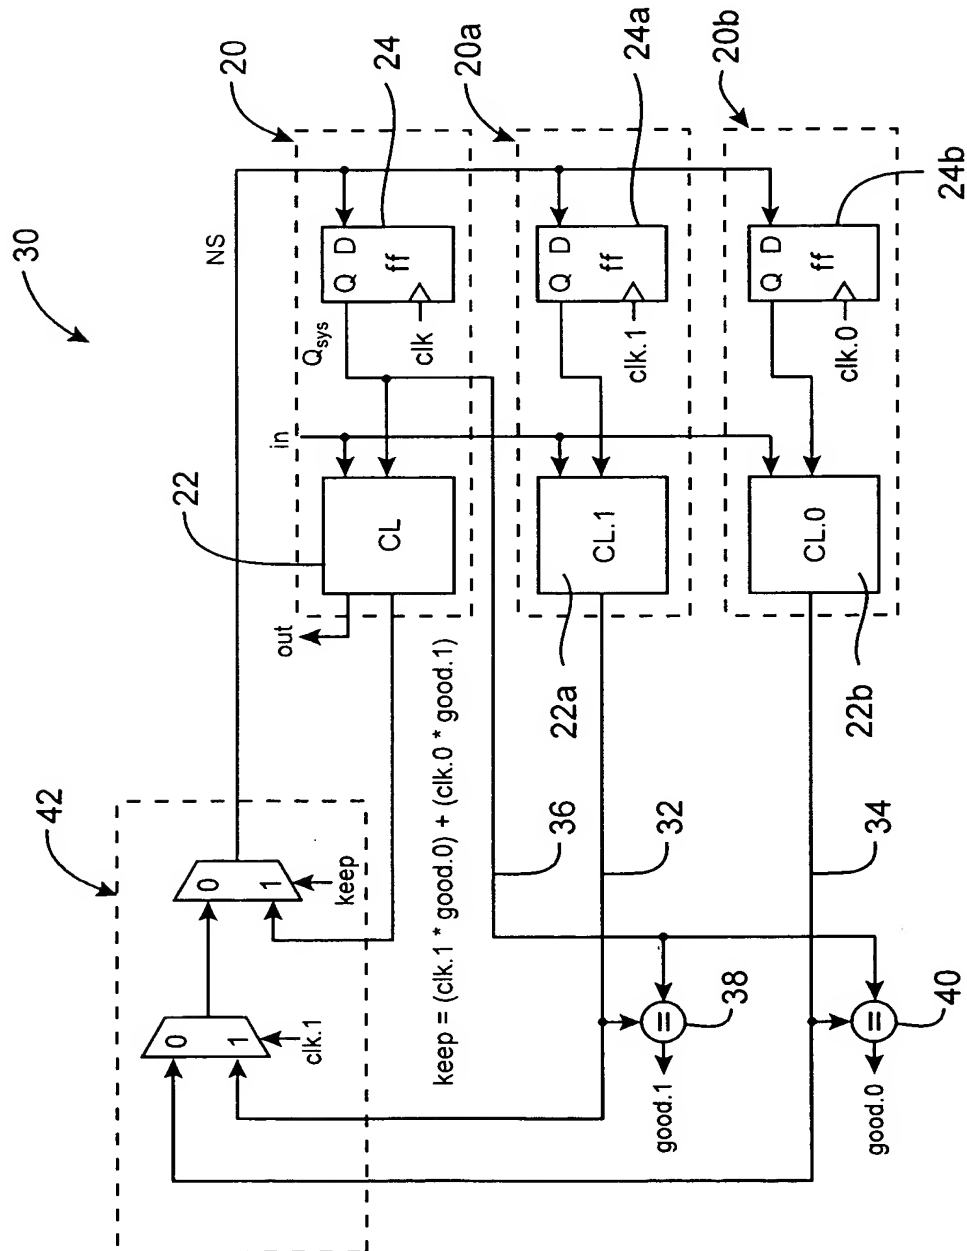 30
42
NS
20
24
20a
24a
20b
24b
0
1
keep
0
1
clk.1
Q D
ff
Qsys
clk
in
22
CL
out
Q D
ff
clk.1
CL.1
22a
Q D
ff
clk.0
CL.0
22b
keep = (clk.1 * good.0) + (clk.0 * good.1)
36
32
34
=
38
good.1
=
40
good.0